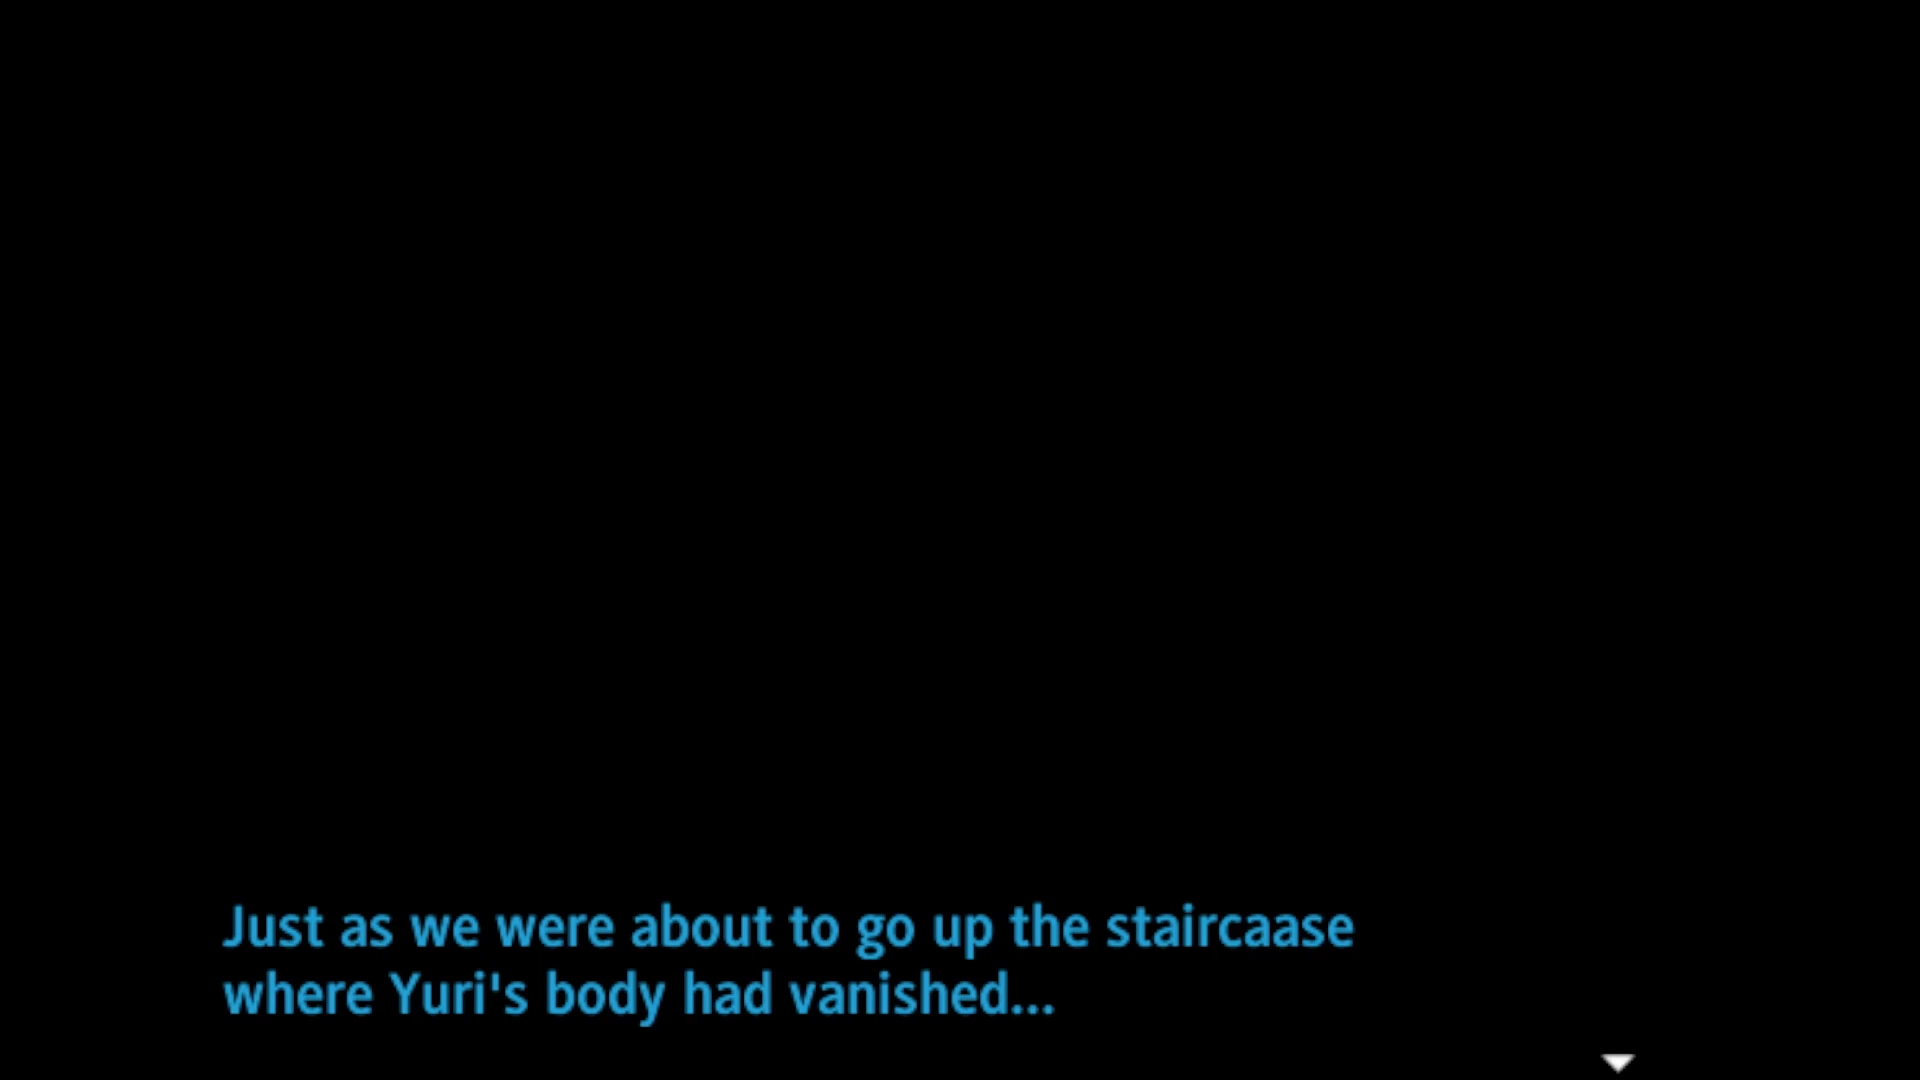 Just as we were about to go up the staircaase
where Yuri's body had vanished...